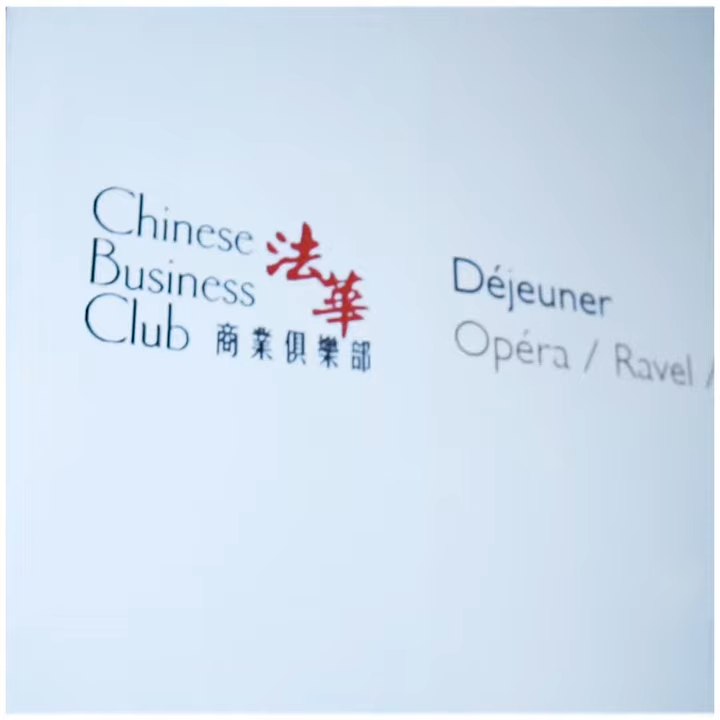 Chinese
Business
Club
法華
商業俱樂部
Déjeuner
Opéra / Ravel /